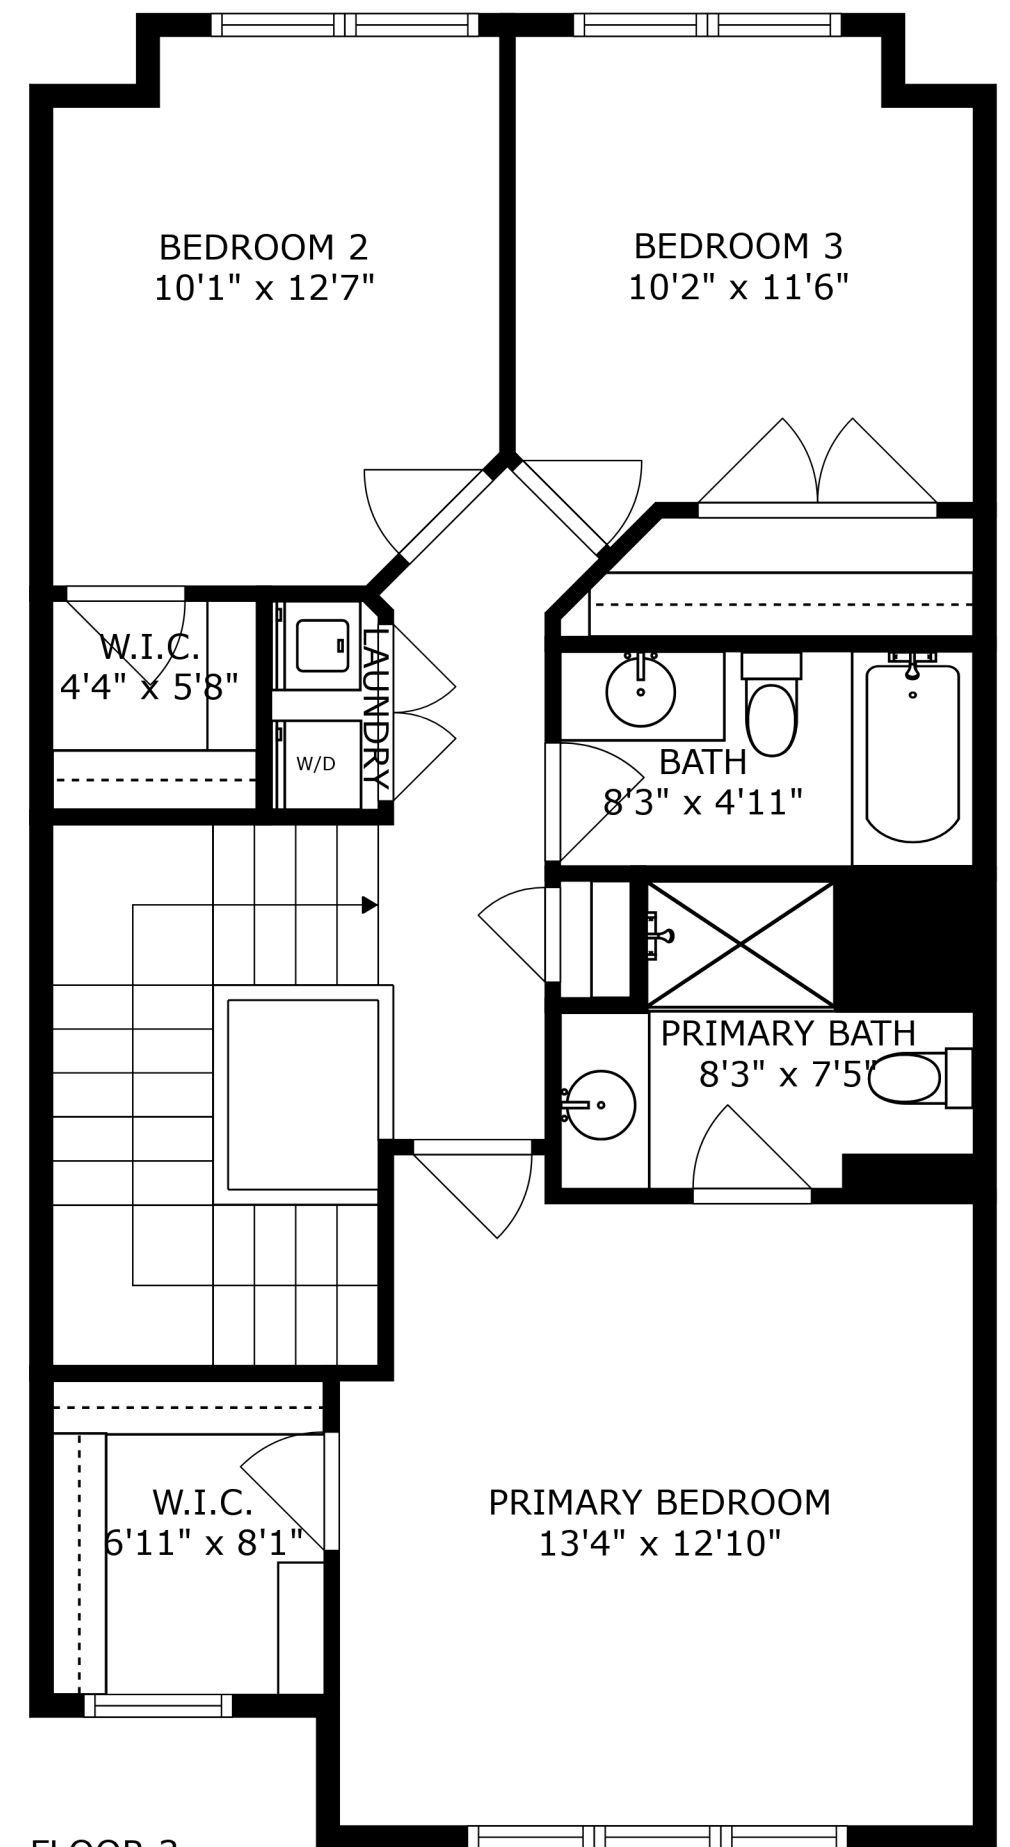 BEDROOM 2
10'1" x 12'7"
BEDROOM 3
10'2" x 11'6"
W.I.C.
4'4" x 5'8"
LAUNDRY
W/D
BATH
8'3" x 4'11"
PRIMARY BATH
8'3" x 7'5"
W.I.C.
6'11" x 8'1"
PRIMARY BEDROOM
13'4" x 12'10"
FLOOR